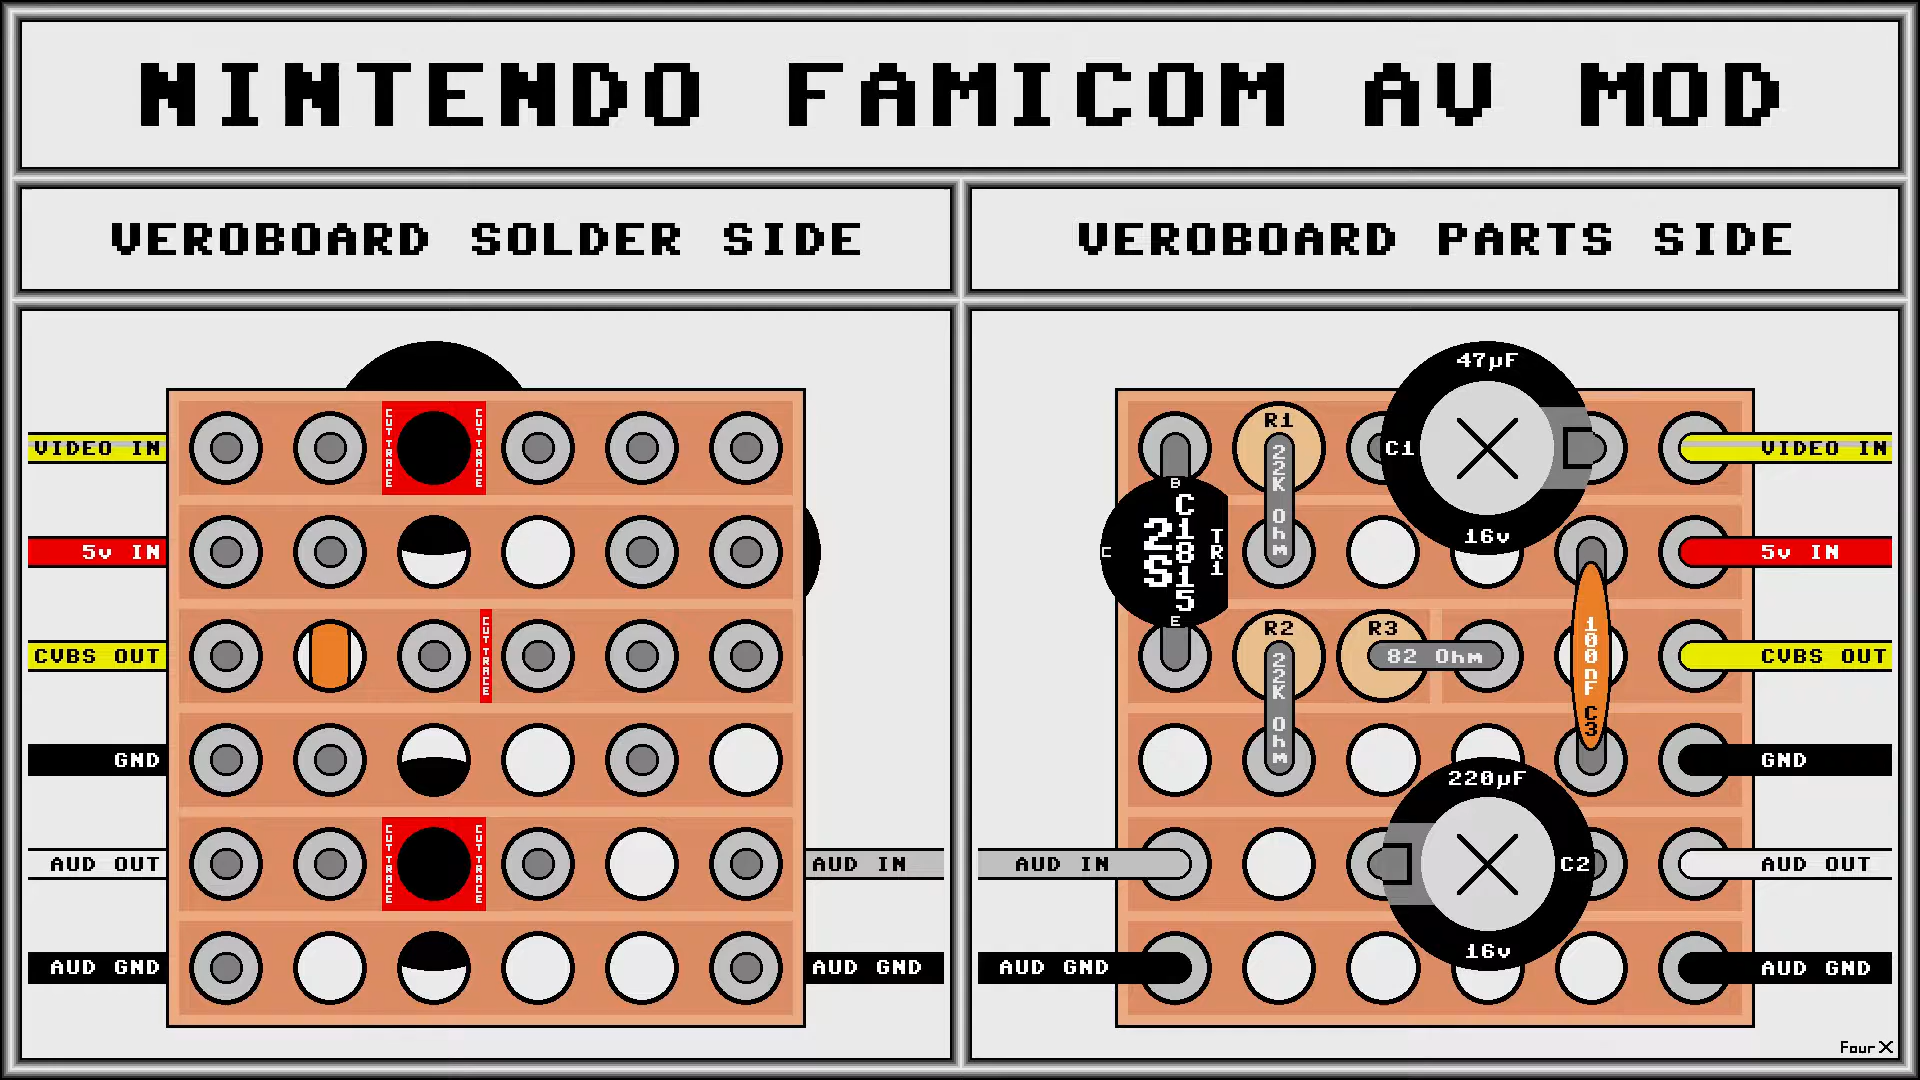 NINTENDO FAMICOM AV MOD
VEROBOARD SOLDER SIDE
VEROBOARD PARTS SIDE
VIDEO IN
5v IN
CVBS OUT
GND
AUD OUT
AUD GND
CUT TRACE
CUT TRACE
CUT TRACE
CUT TRACE
CUT TRACE
AUD IN
AUD GND
47µF
C1
16v
R1
22K Ohm
B
C
E
2S
C1815
TR1
R2
22K Ohm
R3
82 Ohm
100nF C3
220µF
C2
16v
AUD IN
AUD GND
VIDEO IN
5v IN
CVBS OUT
GND
AUD OUT
AUD GND
Four X